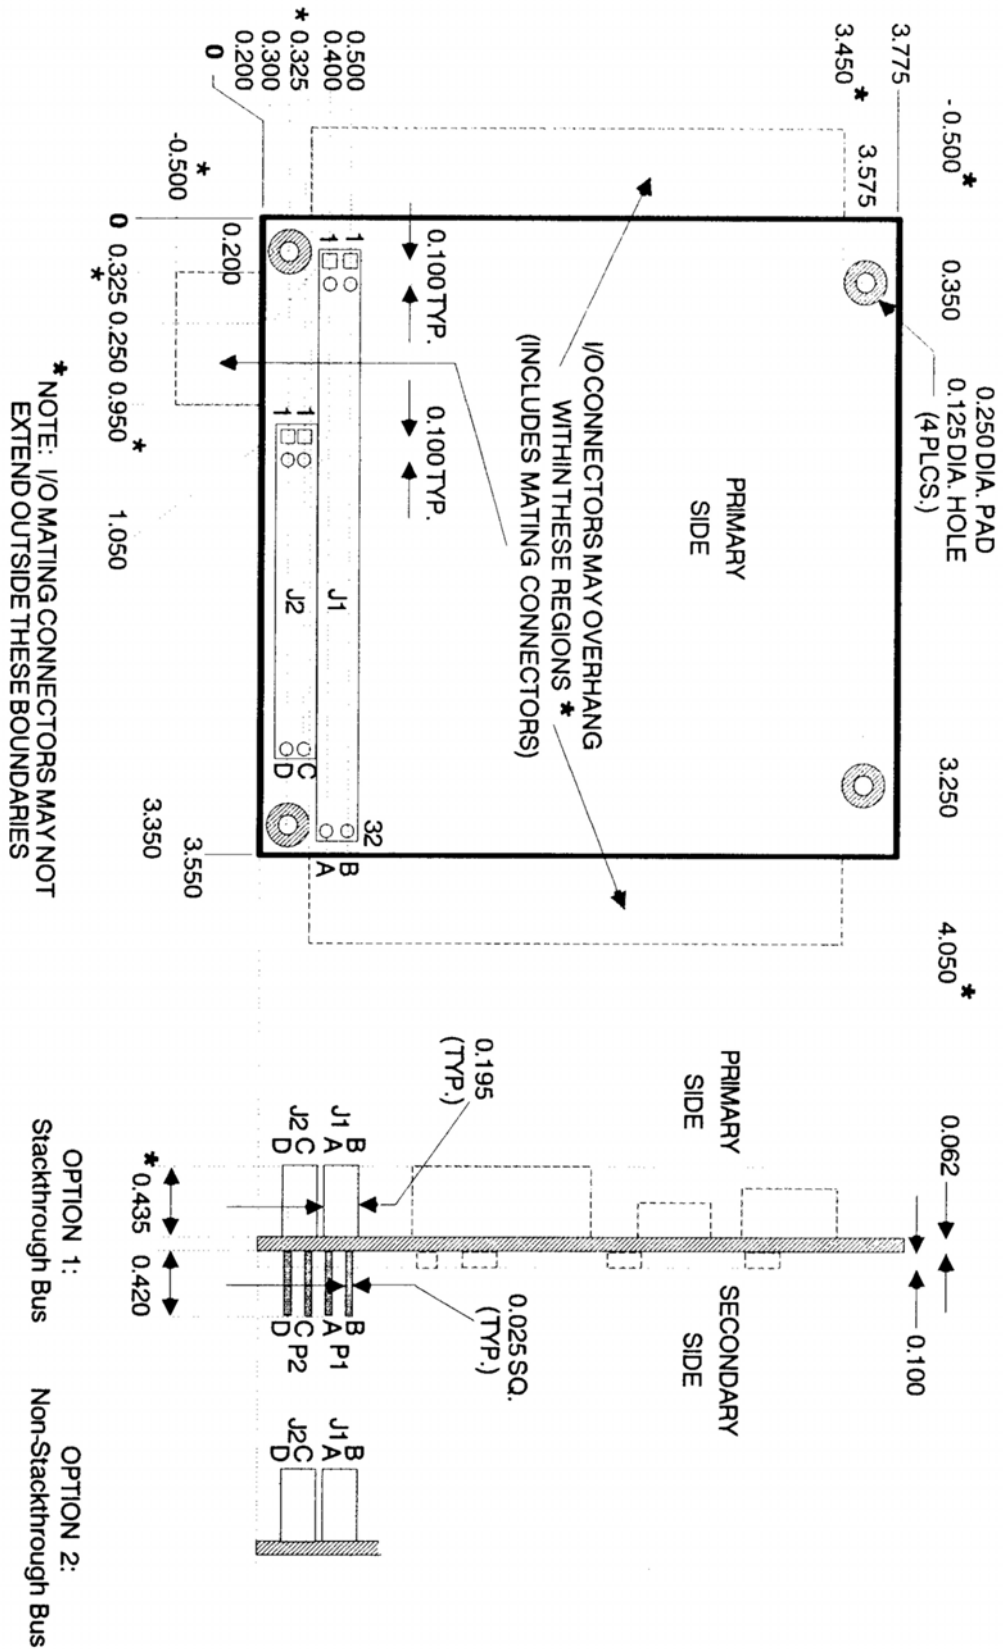 -0.500 *
0.350
3.250
4.050 *
0.250 DIA. PAD
0.125 DIA. HOLE
(4 PLCS.)
3.775
3.575
3.450 *
PRIMARY
SIDE
I/O CONNECTORS MAY OVERHANG
WITHIN THESE REGIONS *
(INCLUDES MATING CONNECTORS)
0.100 TYP.
0.100 TYP.
0.500
0.400
* 0.325
0.300
0.200
0
1
1
32
B
A
J1
1
1
J2
C
D
0.200
* -0.500
0
0.325 *
0.250
0.950 *
1.050
3.350
3.550
* NOTE: I/O MATING CONNECTORS MAY NOT
EXTEND OUTSIDE THESE BOUNDARIES
0.062
0.100
PRIMARY
SIDE
SECONDARY
SIDE
0.195
(TYP.)
0.025 SQ.
(TYP.)
B
J1 A
C
J2 D
B
A P1
C P2
D
* 0.435
0.420
OPTION 1:
Stackthrough Bus
B
J1 A
J2 C
D
OPTION 2:
Non-Stackthrough Bus